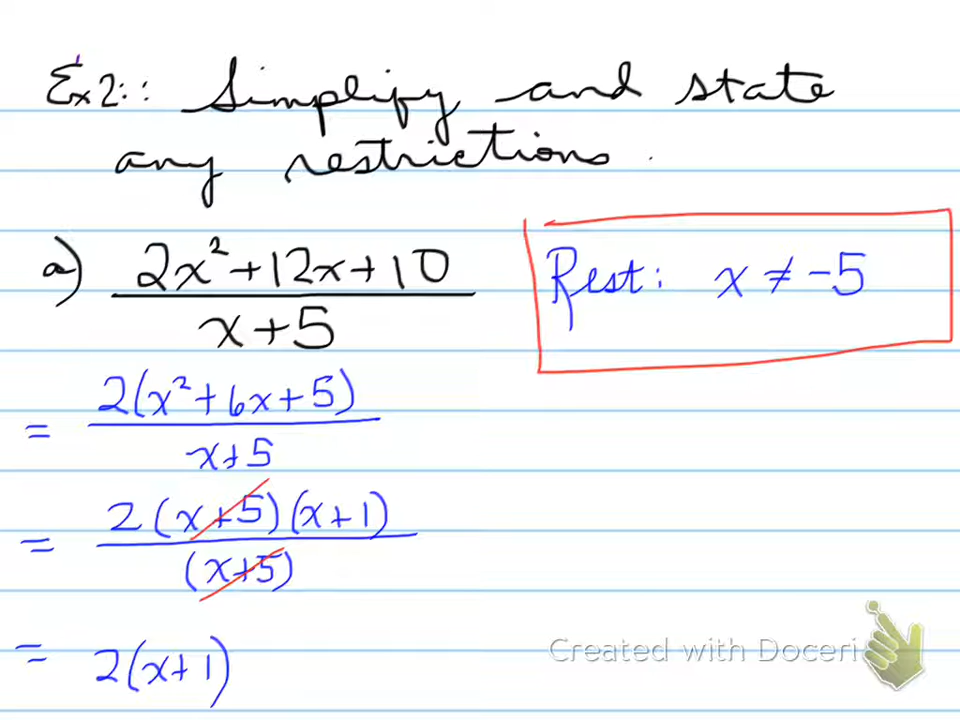 Ex 2:: Simplify and state
any restrictions.
a) (2x² + 12x + 10)/(x + 5)
Rest: x ≠ -5
= 2(x² + 6x + 5)/(x + 5)
= 2(x + 5)(x + 1)/(x + 5)
= 2(x + 1)
Created with Doceri